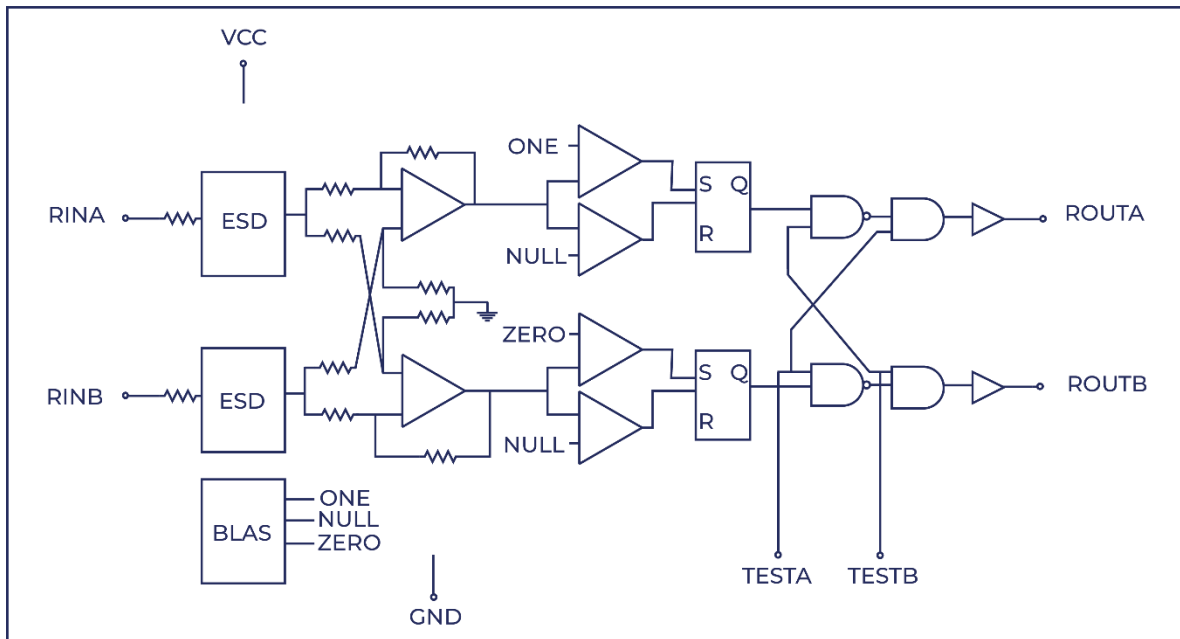 VCC
ONE
RINA
ESD
S Q
R
ROUTA
NULL
ZERO
RINB
ESD
S Q
R
ROUTB
NULL
BLAS
ONE
NULL
ZERO
TESTA
TESTB
GND